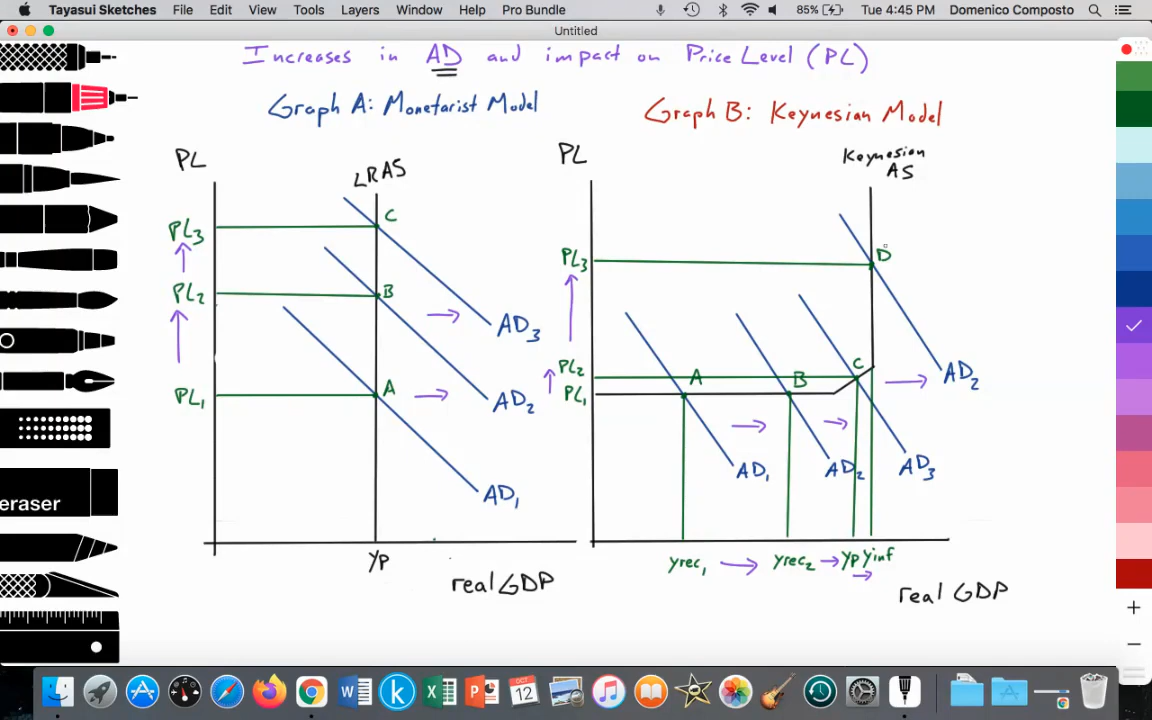 Tayasui Sketches File Edit View Tools Layers Window Help Pro Bundle 85% Tue 4:45 PM Domenico Composto
Untitled
Increases in AD and impact on Price Level (PL)
Graph A: Monetarist Model
Graph B: Keynesian Model
PL
LRAS
PL3
C
PL2
B
AD3
PL1
A
AD2
AD1
yp
real GDP
PL
Keynesian
AS
PL3
D
PL2
C
PL1
A
B
AD2
AD1
AD2
AD3
yrec1
yrec2
yp
yinf
real GDP
eraser
OCT
12
W
k
X
P